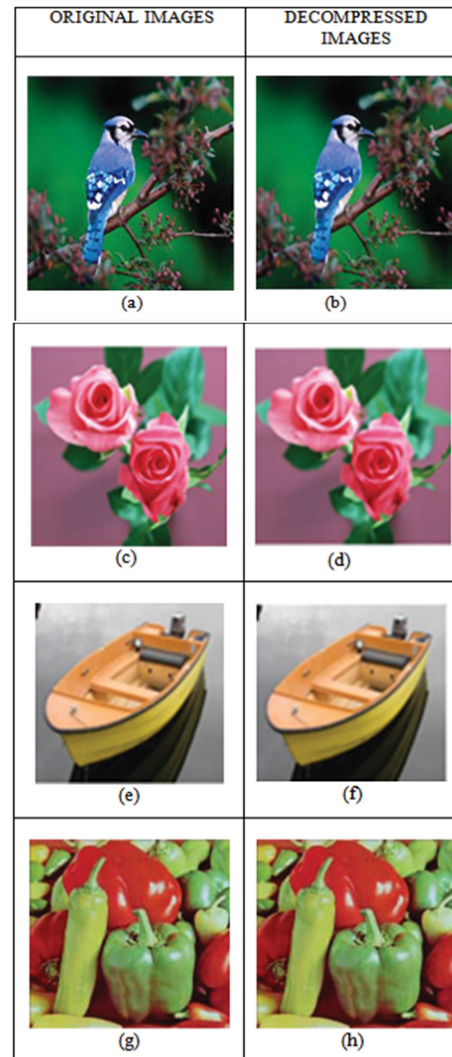 ORIGINAL IMAGES
DECOMPRESSED
IMAGES
(a)
(b)
(c)
(d)
(e)
(f)
(g)
(h)